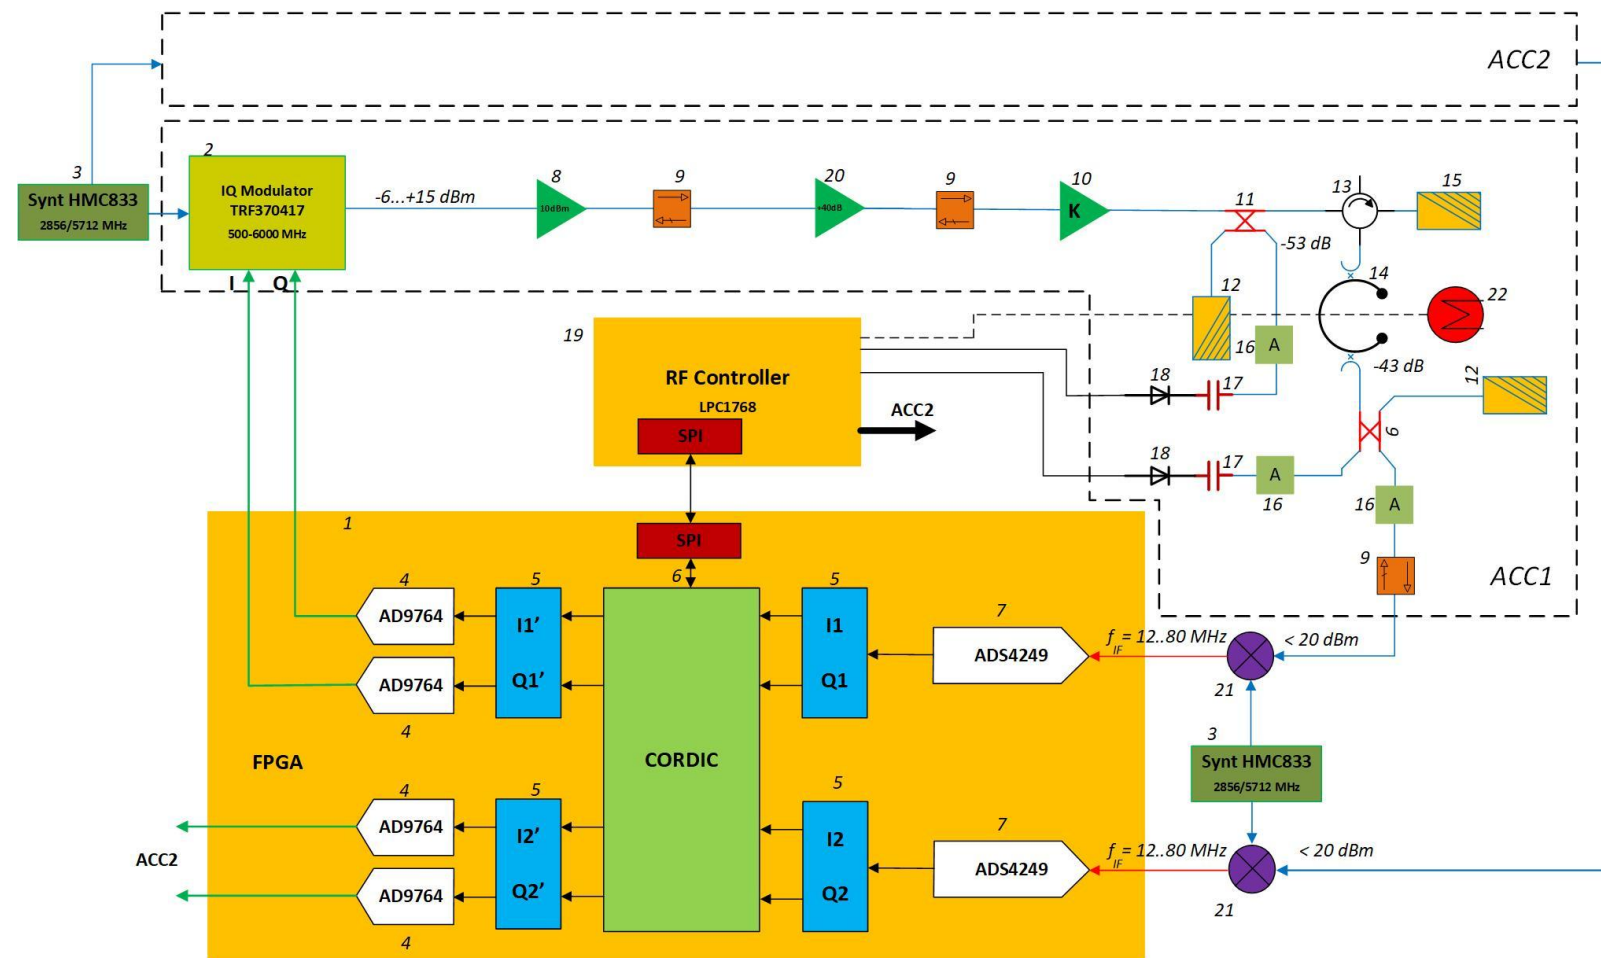 ACC2
3
Synt HMC833
2856/5712 MHz
2
IQ Modulator
TRF370417
500-6000 MHz
I
Q
-6...+15 dBm
8
10dBm
9
20
+40dB
9
10
K
11
-53 dB
13
15
12
14
22
16
A
-43 dB
12
18
17
6
18
17
A
16
16
A
9
ACC1
19
RF Controller
LPC1768
SPI
ACC2
1
SPI
6
4
AD9764
AD9764
4
5
I1’
Q1’
CORDIC
5
I1
Q1
7
ADS4249
f IF = 12..80 MHz
< 20 dBm
21
3
Synt HMC833
2856/5712 MHz
FPGA
4
AD9764
AD9764
4
ACC2
5
I2’
Q2’
5
I2
Q2
7
ADS4249
f IF = 12..80 MHz
< 20 dBm
21